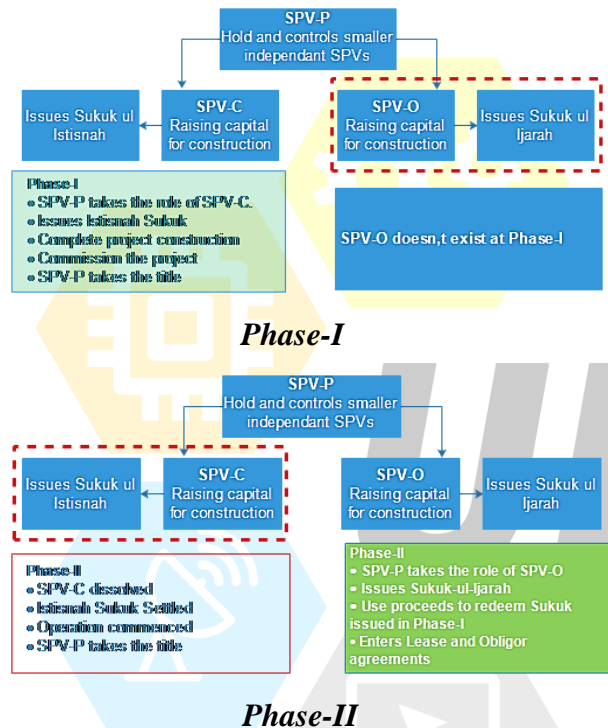 SPV-P
Hold and controls smaller
independant SPVs
Issues Sukuk ul
Istisnah
SPV-C
Raising capital
for construction
SPV-O
Raising capital
for construction
Issues Sukuk ul
Ijarah
Phase-I
• SPV-P takes the role of SPV-C.
• Issues Istisnah Sukuk
• Complete project construction
• Commission the project
• SPV-P takes the title
SPV-O doesn,t exist at Phase-I
Phase-I
SPV-P
Hold and controls smaller
independant SPVs
Issues Sukuk ul
Istisnah
SPV-C
Raising capital
for construction
SPV-O
Raising capital
for construction
Issues Sukuk ul
Ijarah
Phase-II
• SPV-C dissolved
• Istisnah Sukuk Settled
• Operation commenced
• SPV-P takes the title
Phase-II
• SPV-P takes the role of SPV-O
• Issues Sukuk-ul-Ijarah
• Use proceeds to redeem Sukuk
issued in Phase-I
• Enters Lease and Obligor
agreements
Phase-II